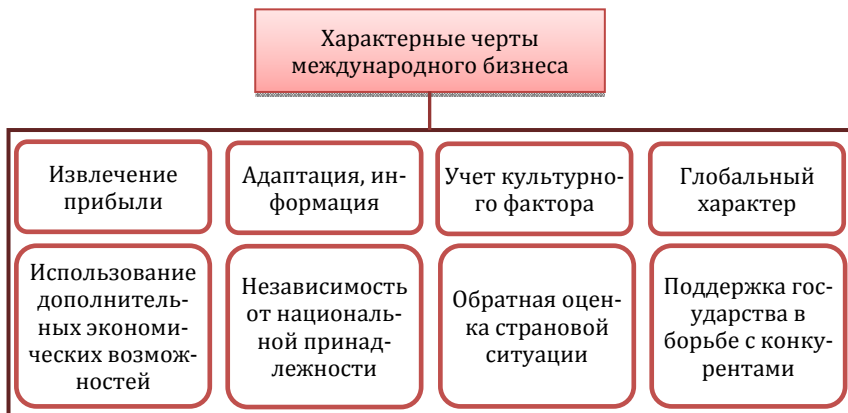 Характерные черты
международного бизнеса
Извлечение
прибыли
Адаптация, ин-
формация
Учет культурно-
го фактора
Глобальный
характер
Использование
дополнитель-
ных экономи-
ческих возмож-
ностей
Независимость
от националь-
ной принад-
лежности
Обратная оцен-
ка страновой
ситуации
Поддержка гос-
ударства в
борьбе с конку-
рентами